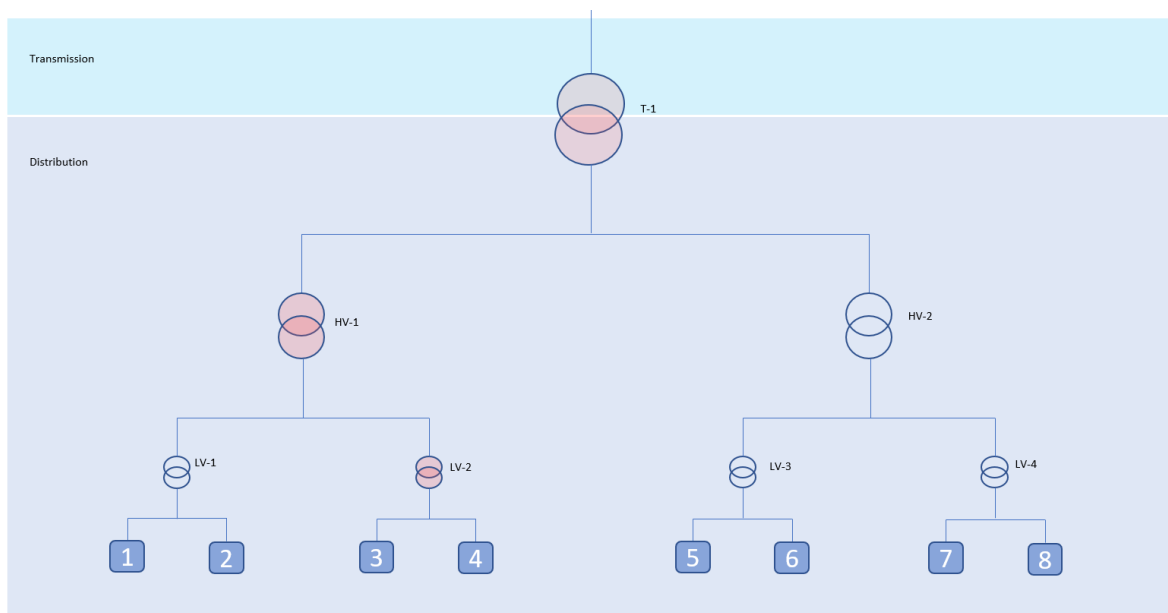 Transmission
T-1
Distribution
HV-1
HV-2
LV-1
LV-2
LV-3
LV-4
1
2
3
4
5
6
7
8